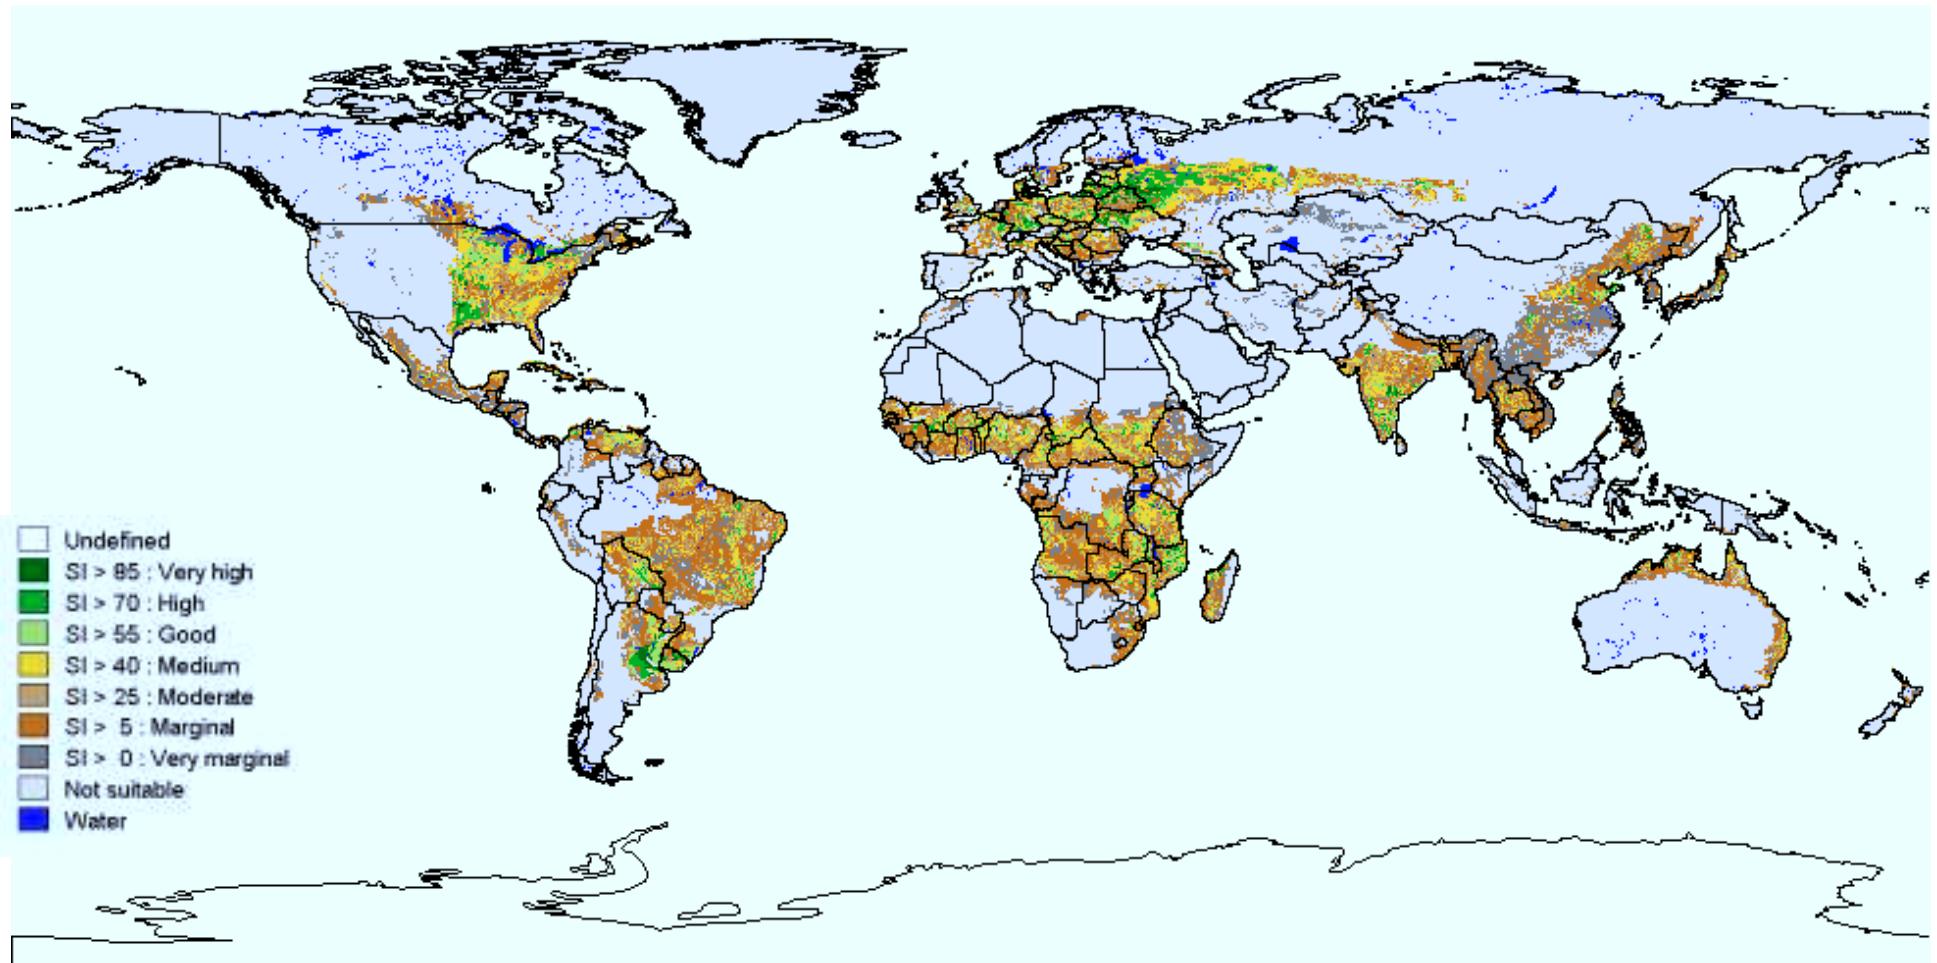 Undefined
SI > 85 : Very high
SI > 70 : High
SI > 55 : Good
SI > 40 : Medium
SI > 25 : Moderate
SI > 5 : Marginal
SI > 0 : Very marginal
Not suitable
Water